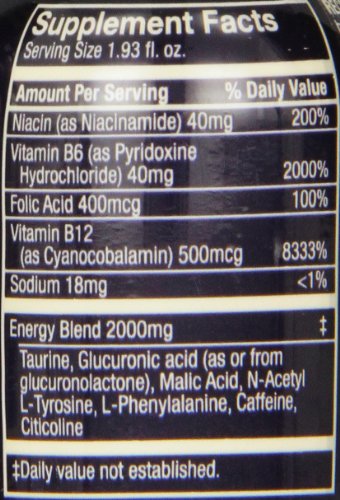 Supplement Facts
Serving Size 1.93 fl. oz.
Amount Per Serving % Daily Value
Niacin (as Niacinamide) 40mg 200%
Vitamin B6 (as Pyridoxine
Hydrochloride) 40mg 2000%
Folic Acid 400mcg 100%
Vitamin B12
(as Cyanocobalamin) 500mcg 8333%
Sodium 18mg <1%
Energy Blend 2000mg ‡
Taurine, Glucuronic acid (as or from
glucuronolactone), Malic Acid, N-Acetyl
L-Tyrosine, L-Phenylalanine, Caffeine,
Citicoline
‡Daily value not established.